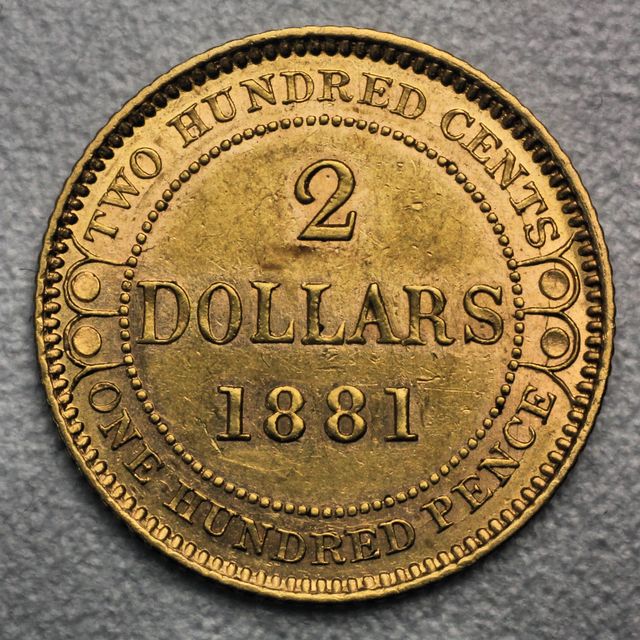 TWO HUNDRED CENTS
2
DOLLARS
1881
ONE HUNDRED PENCE